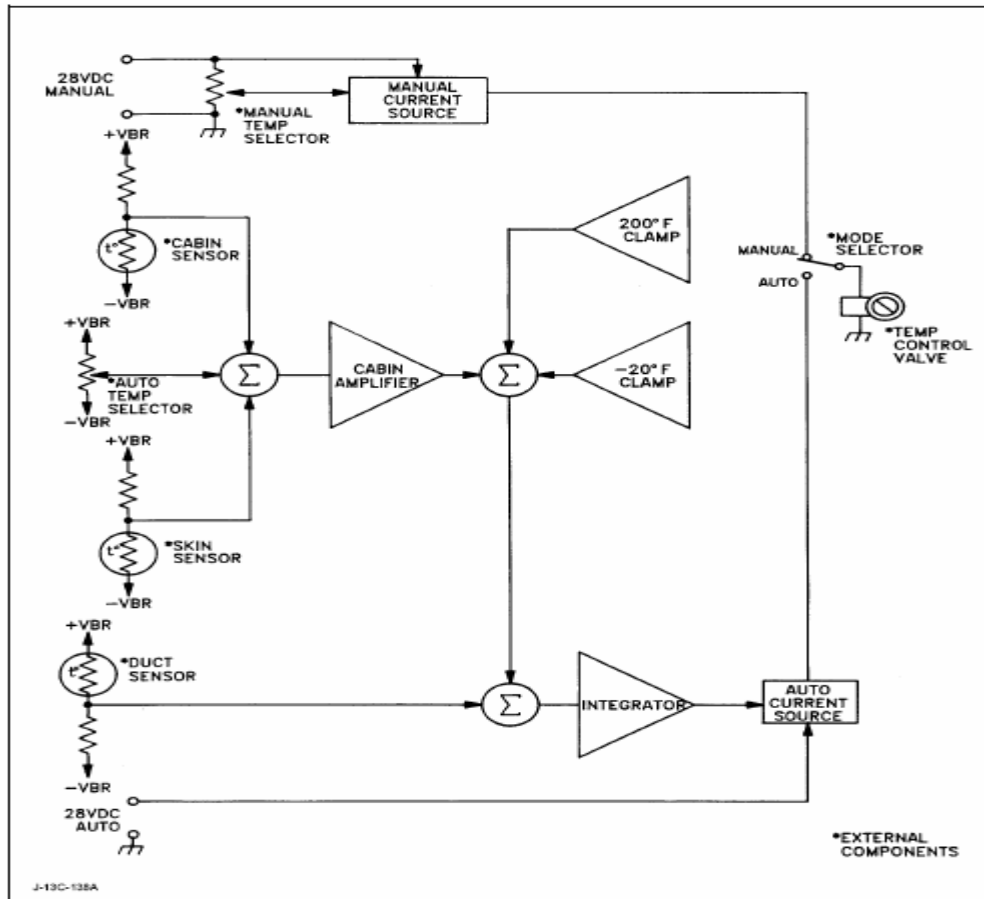 28VDC
MANUAL
*MANUAL
TEMP
SELECTOR
MANUAL
CURRENT
SOURCE
+VBR
t°
*CABIN
SENSOR
-VBR
200°F
CLAMP
MANUAL
AUTO
*MODE
SELECTOR
*TEMP
CONTROL
VALVE
+VBR
*AUTO
TEMP
SELECTOR
-VBR
Σ
CABIN
AMPLIFIER
Σ
-20°F
CLAMP
+VBR
t°
*SKIN
SENSOR
-VBR
+VBR
t°
*DUCT
SENSOR
-VBR
Σ
INTEGRATOR
AUTO
CURRENT
SOURCE
28VDC
AUTO
*EXTERNAL
COMPONENTS
J-13C-138A